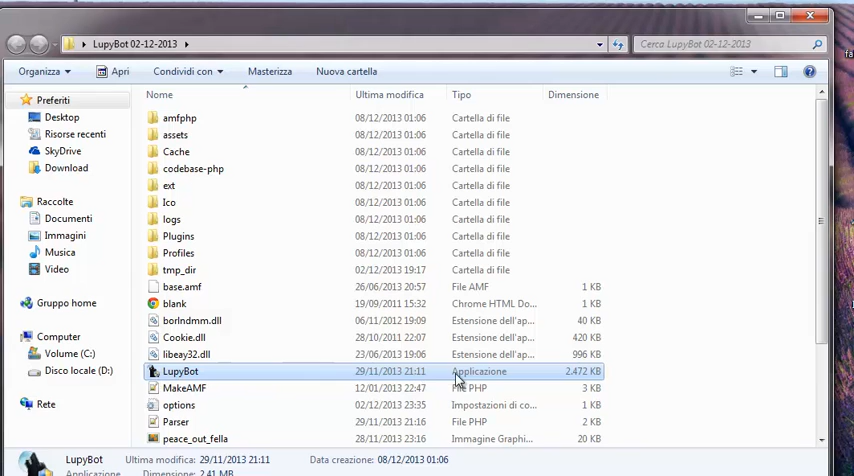 LupyBot 02-12-2013
Cerca LupyBot 02-12-2013
Organizza Apri Condividi con Masterizza Nuova cartella
Nome Ultima modifica Tipo Dimensione
Preferiti
Desktop
Risorse recenti
SkyDrive
Download
Raccolte
Documenti
Immagini
Musica
Video
Gruppo home
Computer
Volume (C:)
Disco locale (D:)
Rete
amfphp 08/12/2013 01:06 Cartella di file
assets 08/12/2013 01:06 Cartella di file
Cache 08/12/2013 01:06 Cartella di file
codebase-php 08/12/2013 01:06 Cartella di file
ext 08/12/2013 01:06 Cartella di file
Ico 08/12/2013 01:06 Cartella di file
logs 08/12/2013 01:06 Cartella di file
Plugins 08/12/2013 01:06 Cartella di file
Profiles 08/12/2013 01:06 Cartella di file
tmp_dir 02/12/2013 19:17 Cartella di file
base.amf 26/06/2013 20:57 File AMF 1 KB
blank 19/09/2011 15:32 Chrome HTML Do... 1 KB
borlndmm.dll 06/11/2012 19:09 Estensione dell'ap... 40 KB
Cookie.dll 28/10/2011 22:07 Estensione dell'ap... 420 KB
libeay32.dll 23/06/2013 19:06 Estensione dell'ap... 996 KB
LupyBot 29/11/2013 21:11 Applicazione 2.472 KB
MakeAMF 12/01/2013 22:47 File PHP 3 KB
options 02/12/2013 23:35 Impostazioni di co... 1 KB
Parser 29/11/2013 21:16 File PHP 2 KB
peace_out_fella 28/11/2013 23:16 Immagine Graphi... 20 KB
LupyBot Ultima modifica: 29/11/2013 21:11 Data creazione: 08/12/2013 01:06
Applicazione Dimensione: 2,41 MB